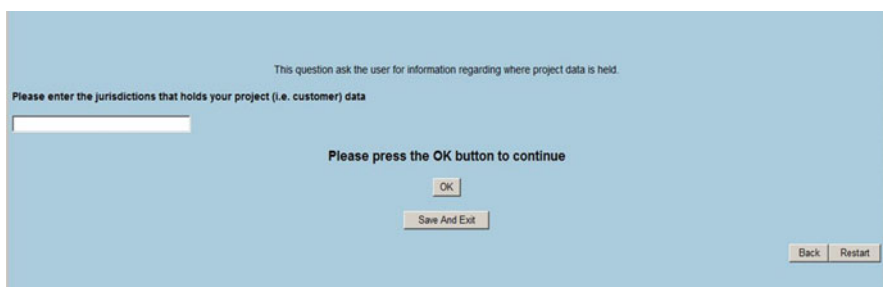 This question ask the user for information regarding where project data is held.
Please enter the jurisdictions that holds your project (i.e. customer) data
Please press the OK button to continue
OK
Save And Exit
Back Restart